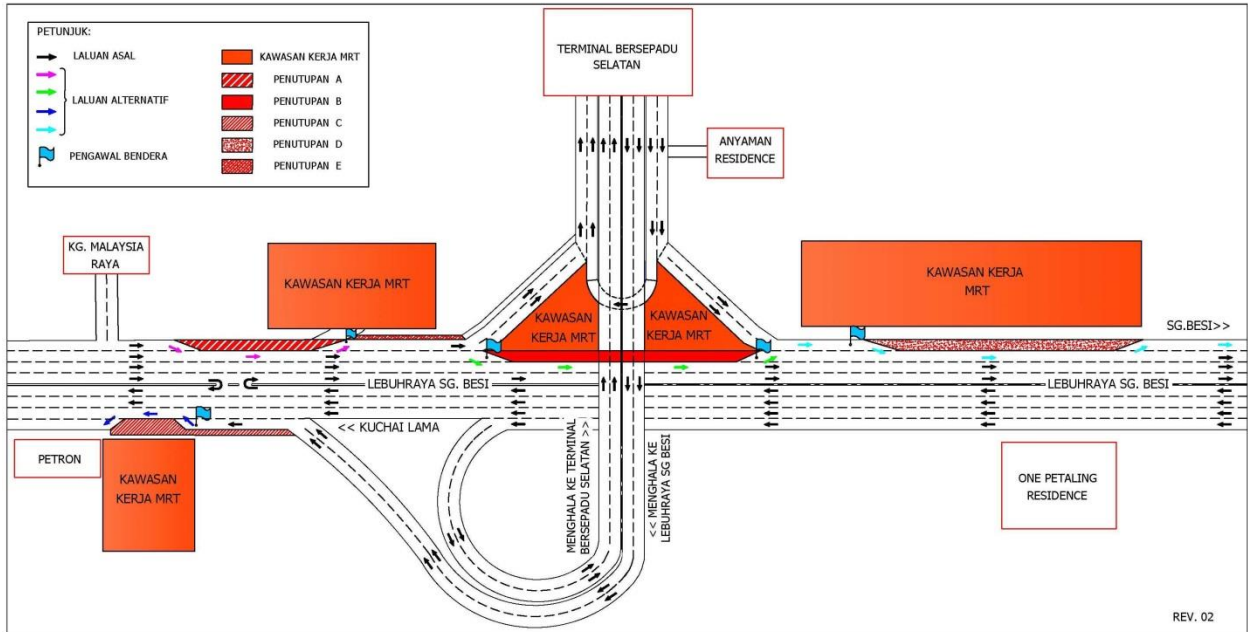 PETUNJUK:
LALUAN ASAL
LALUAN ALTERNATIF
PENGAWAL BENDERA
KAWASAN KERJA MRT
PENUTUPAN A
PENUTUPAN B
PENUTUPAN C
PENUTUPAN D
PENUTUPAN E
TERMINAL BERSEPADU
SELATAN
ANYAMAN
RESIDENCE
KG. MALAYSIA
RAYA
KAWASAN KERJA MRT
KAWASAN
KERJA MRT
KAWASAN
KERJA MRT
KAWASAN KERJA
MRT
SG.BESI>>
LEBUHRAYA SG. BESI
LEBUHRAYA SG. BESI
<< KUCHAI LAMA
MENGHALA KE TERMINAL
BERSEPADU SELATAN >>
<< MENGHALA KE
LEBUHRAYA SG BESI
PETRON
KAWASAN
KERJA MRT
ONE PETALING
RESIDENCE
REV. 02